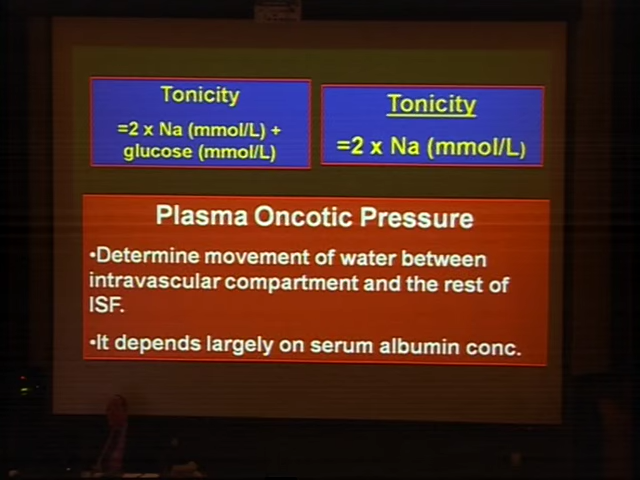 Tonicity
=2 x Na (mmol/L) +
glucose (mmol/L)
Tonicity
=2 x Na (mmol/L)
Plasma Oncotic Pressure
•Determine movement of water between
intravascular compartment and the rest of
ISF.
•It depends largely on serum albumin conc.